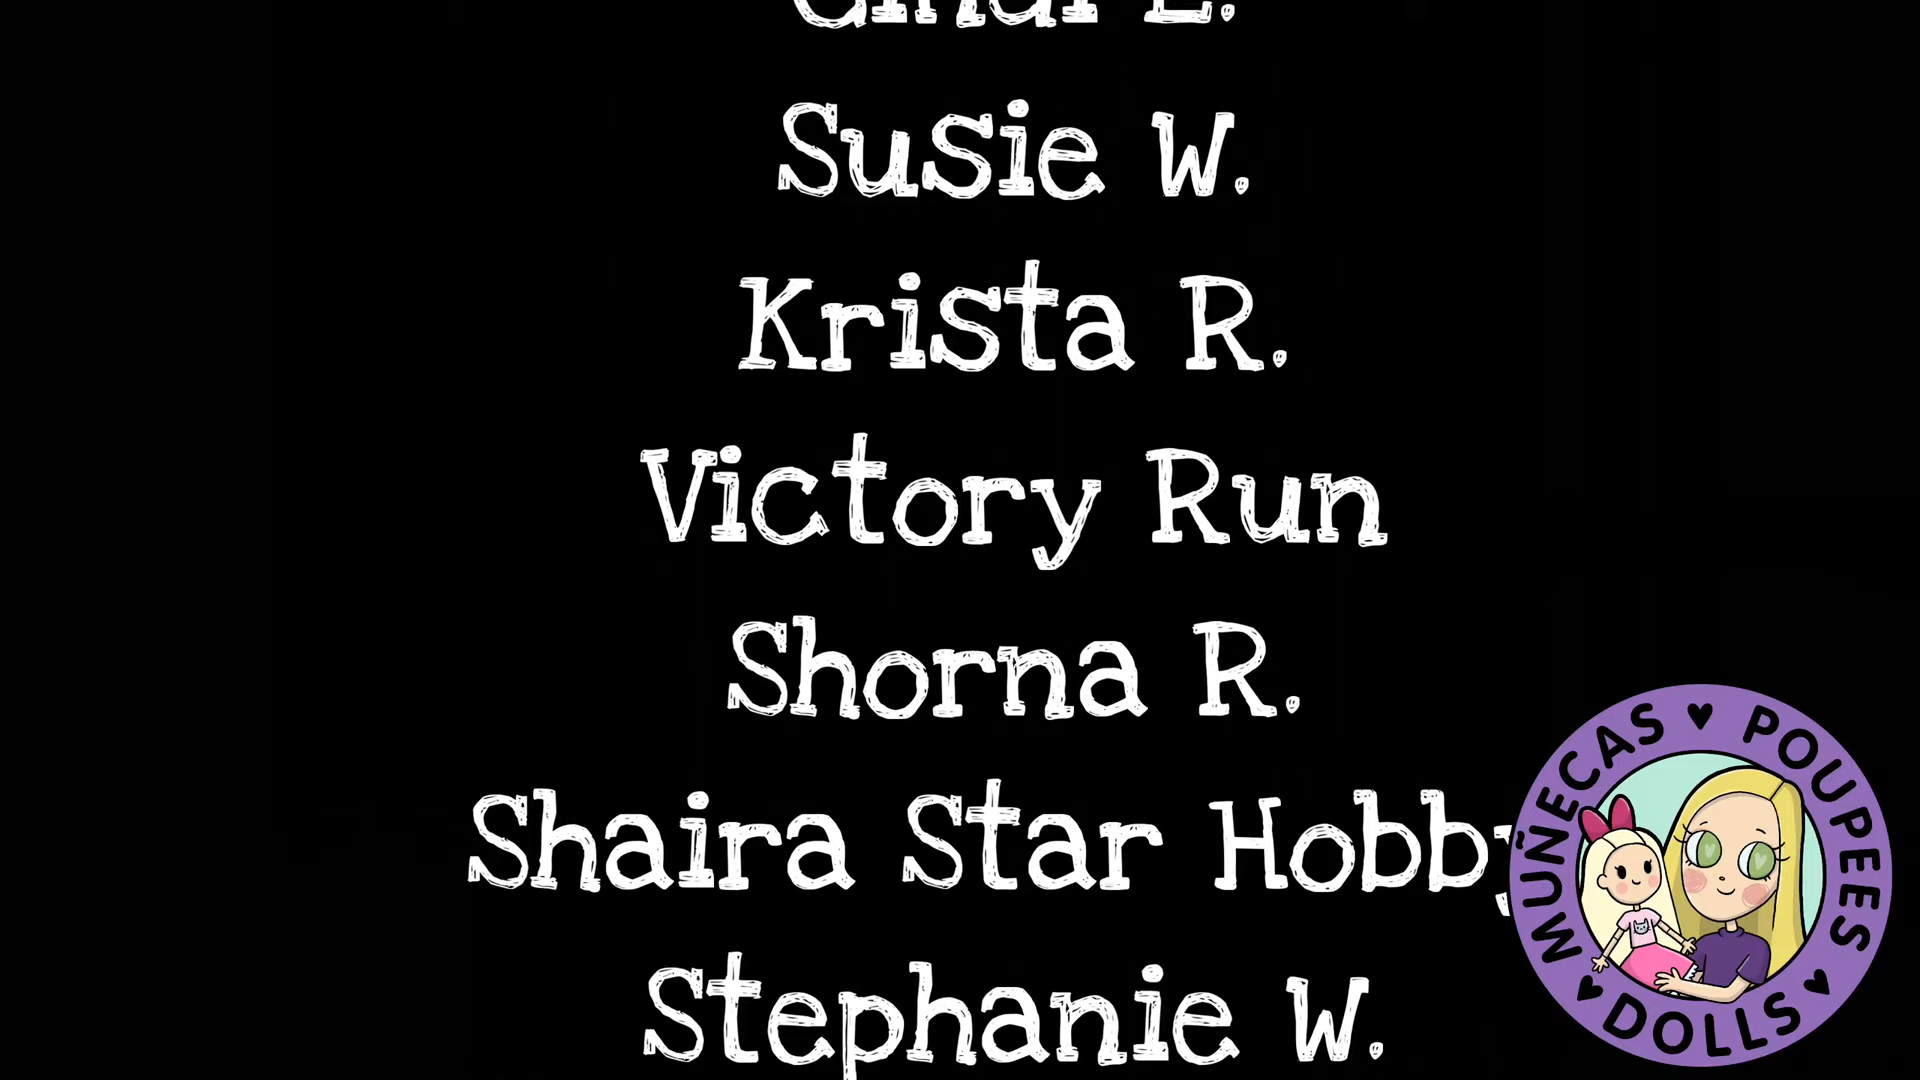 Susie W.
Krista R.
Victory Run
Shorna R.
Shaira Star Hobby
Stephanie W.
MUÑECAS ♥ POUPEES ♥ DOLLS ♥